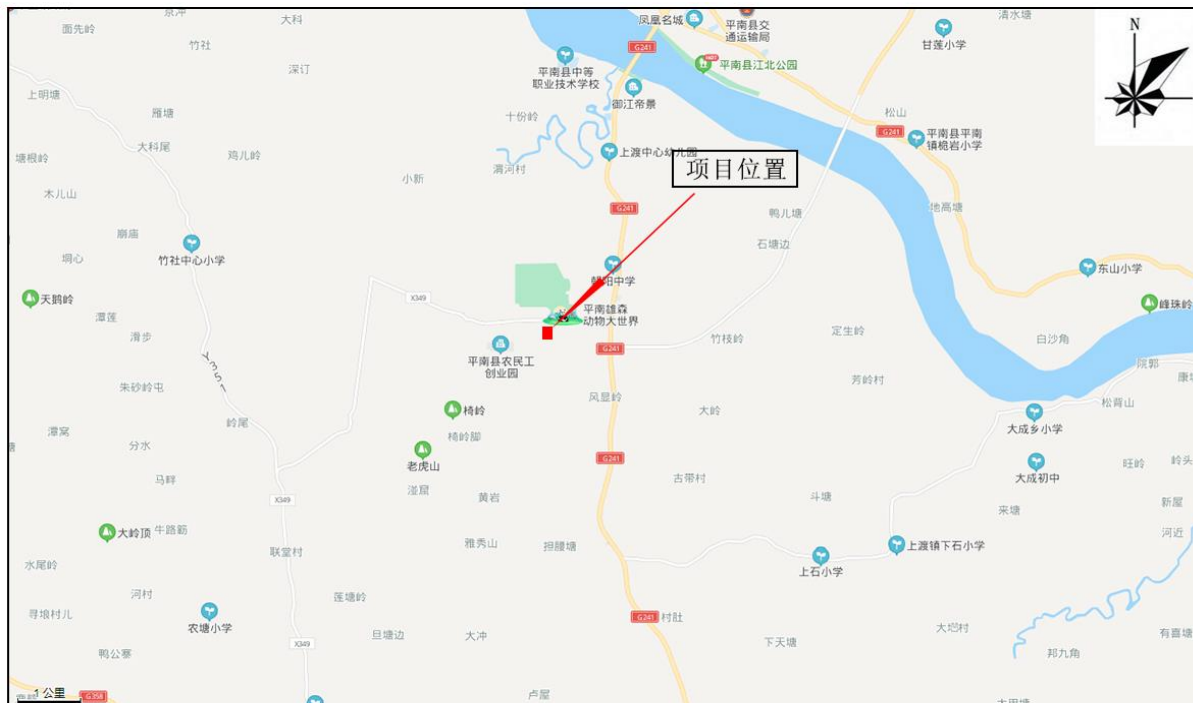 面先岭
京冲
大科
凤凰名城
平南县交
通运输局
清水塘
甘莲小学
竹社
G241
深订
平南县中等
职业技术学校
平南县江北公园
N
上明塘
雁塘
御江帝景
十份岭
松山
G241
平南县平南
镇桅岩小学
大科尾
鸡儿岭
塘根岭
上渡中心幼儿园
渭河村
项目位置
木儿山
小新
G241
鸭儿塘
地高塘
崩庙
竹社中心小学
石塘边
垌心
朝阳中学
东山小学
天鹅岭
X349
峰珠岭
潭莲
平南雄森
动物大世界
滑步
定生岭
白沙角
竹枝岭
G241
平南县农民工
创业园
Y351
院郭
朱砂岭屯
芳岭村
凤显岭
松霄山
椅岭
大岭
岭尾
大成乡小学
潭窝
分水
椅岭脚
老虎山
G241
大成初中
旺岭
岭头
马畔
古带村
黄岩
斗塘
X349
来塘
新屋
大岭顶
牛路筋
河近
雅秀山
担腰塘
上渡镇下石小学
联堂村
上石小学
水尾岭
河村
莲塘岭
寻埌村儿
农塘小学
G241
村肚
旦塘边
大冲
有喜塘
X349
下天塘
鸭公寨
邦九角
1 公里
G358
卢屋